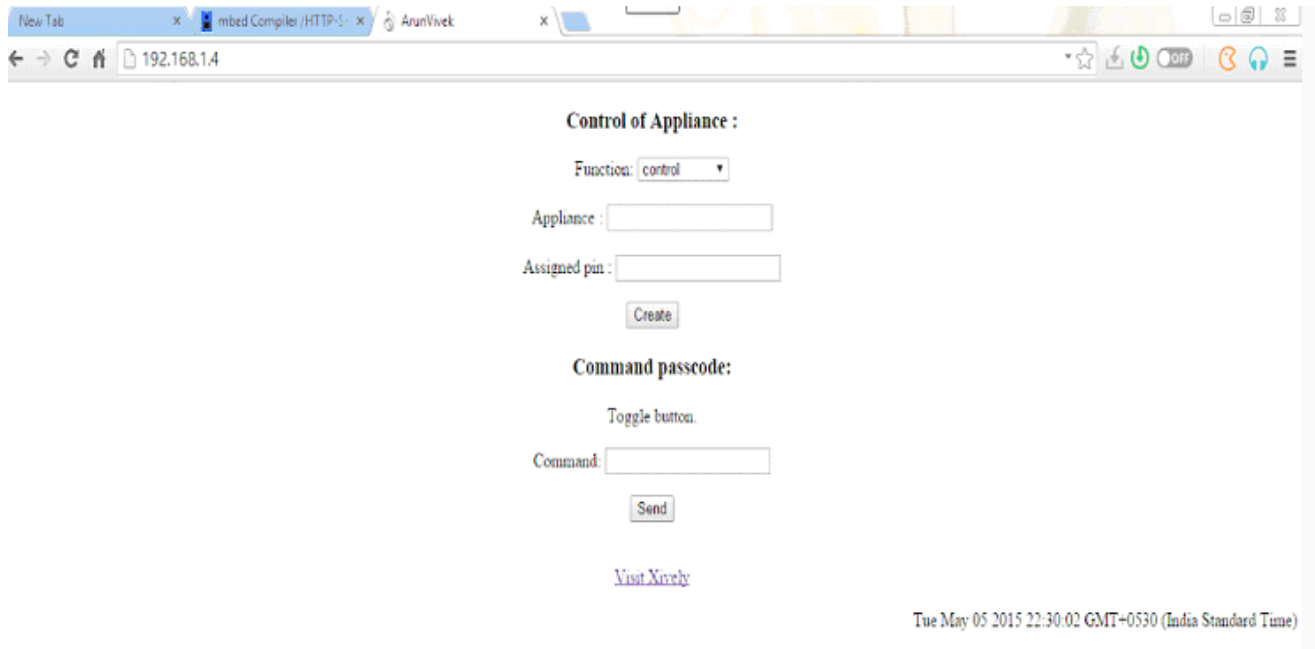 New Tab
mbed Compiler /HTTP-S
ArunVivek
192.168.1.4
OFF
Control of Appliance :
Function: control
Appliance :
Assigned pin :
Create
Command passcode:
Toggle button.
Command:
Send
Visit Xively
Tue May 05 2015 22:30:02 GMT+0530 (India Standard Time)